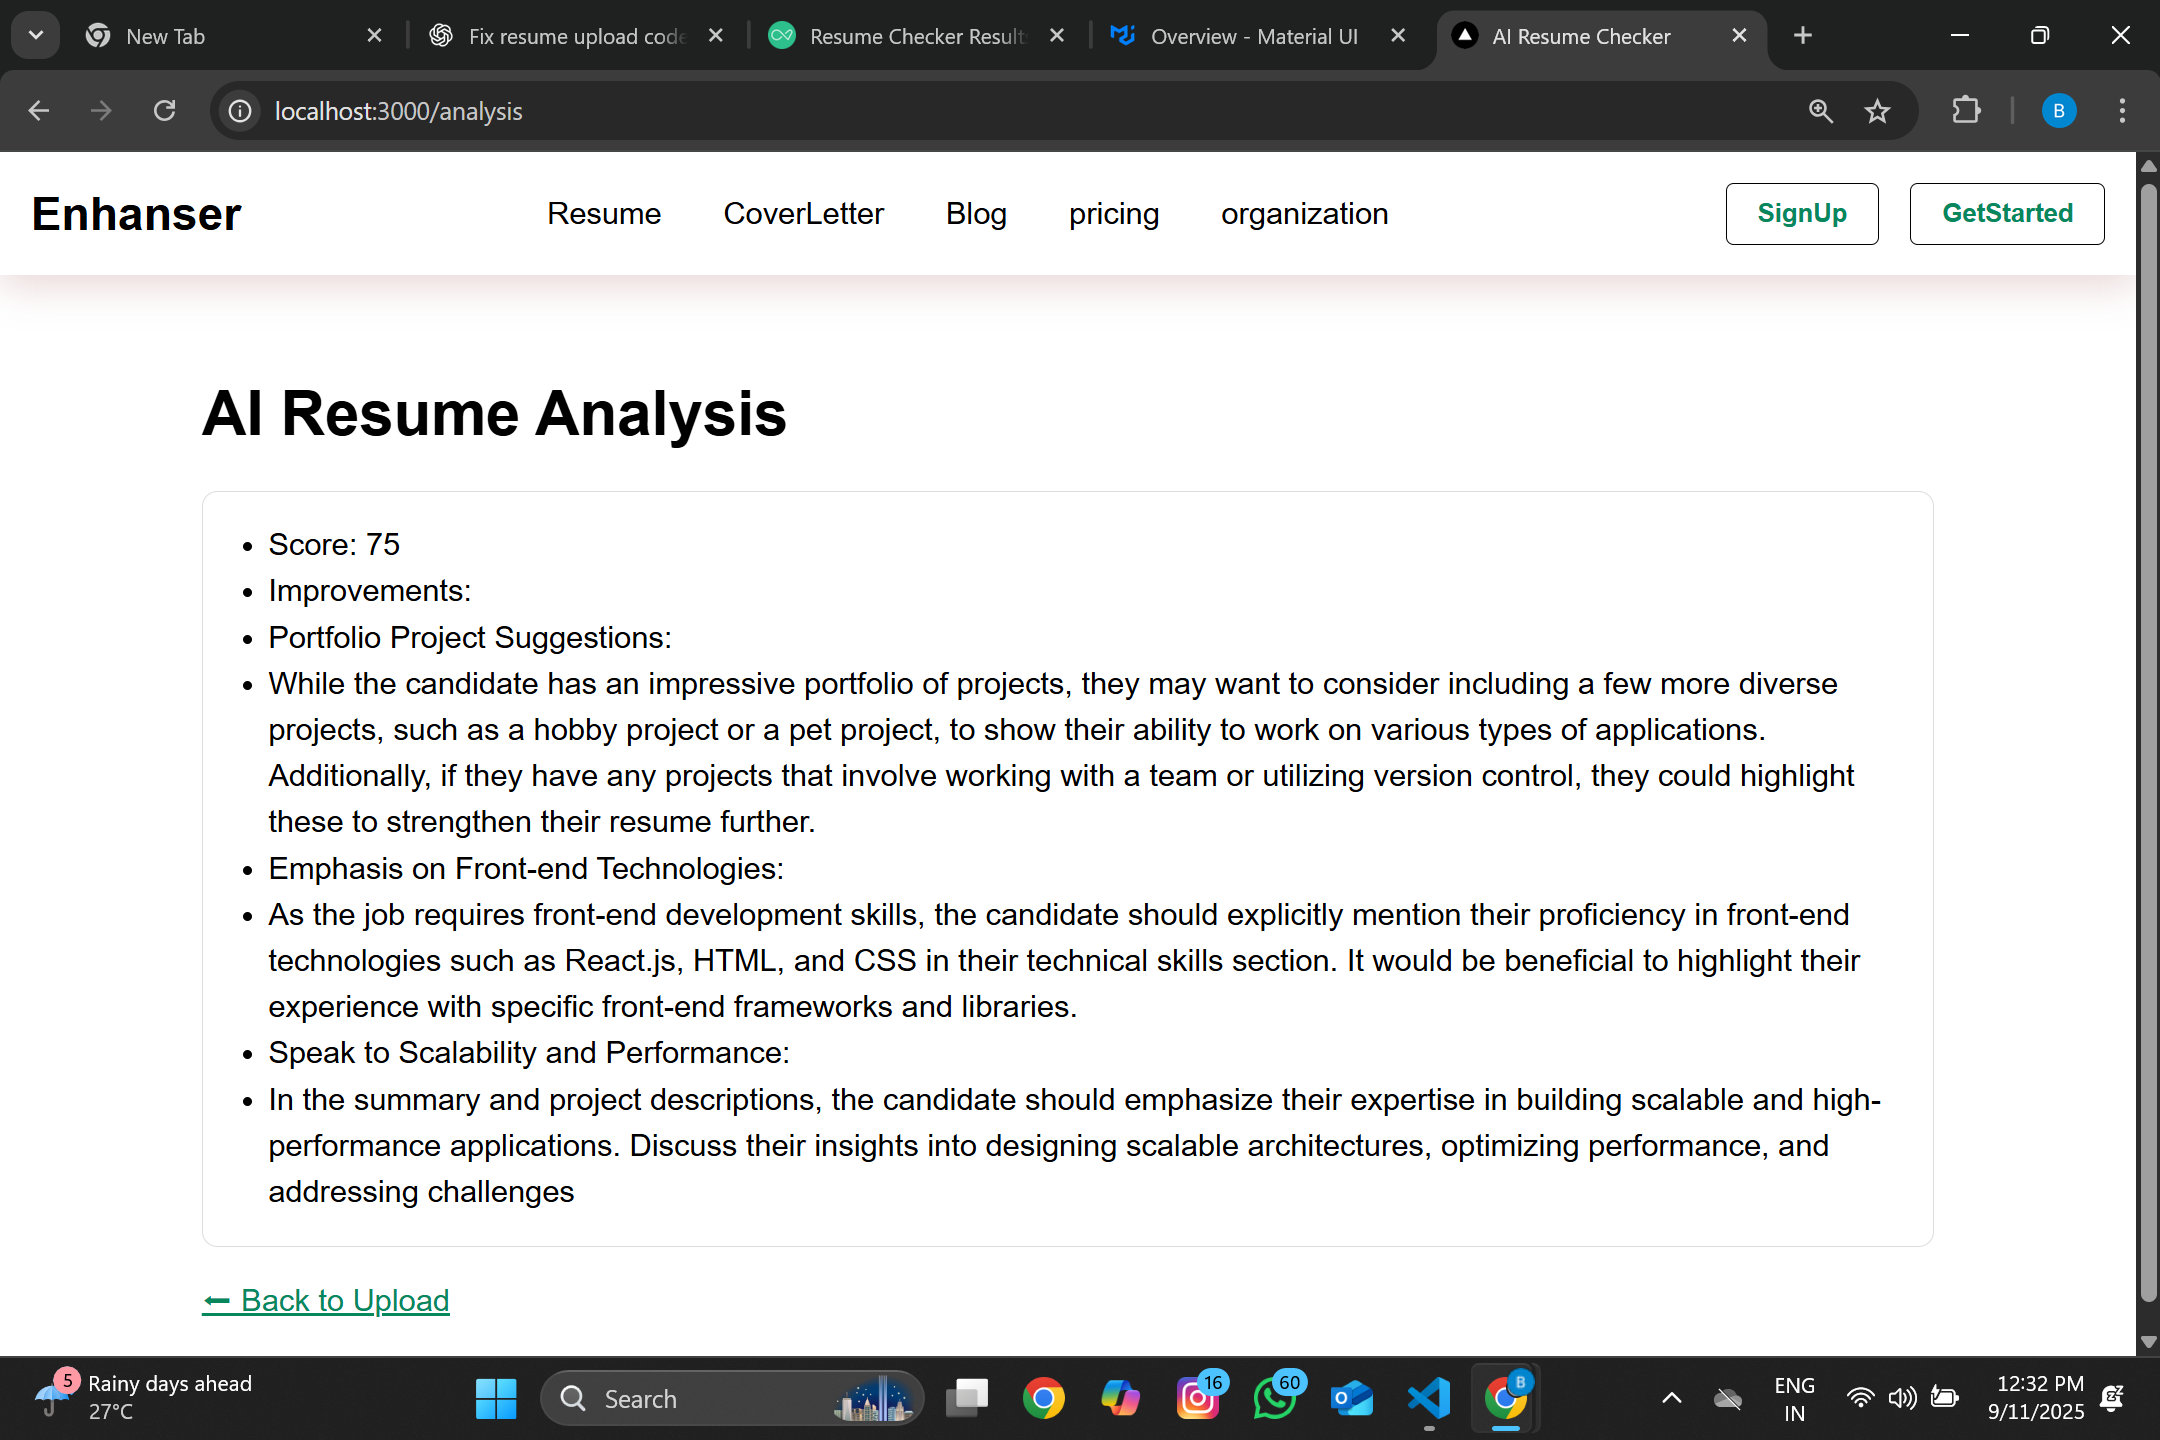 New Tab
Fix resume upload code
Resume Checker Results
Overview - Material UI
AI Resume Checker
localhost:3000/analysis
B
Enhanser
Resume
CoverLetter
Blog
pricing
organization
SignUp
GetStarted
AI Resume Analysis
Score: 75
Improvements:
Portfolio Project Suggestions:
While the candidate has an impressive portfolio of projects, they may want to consider including a few more diverse
projects, such as a hobby project or a pet project, to show their ability to work on various types of applications.
Additionally, if they have any projects that involve working with a team or utilizing version control, they could highlight
these to strengthen their resume further.
Emphasis on Front-end Technologies:
As the job requires front-end development skills, the candidate should explicitly mention their proficiency in front-end
technologies such as React.js, HTML, and CSS in their technical skills section. It would be beneficial to highlight their
experience with specific front-end frameworks and libraries.
Speak to Scalability and Performance:
In the summary and project descriptions, the candidate should emphasize their expertise in building scalable and high-
performance applications. Discuss their insights into designing scalable architectures, optimizing performance, and
addressing challenges
← Back to Upload
5
Rainy days ahead
27°C
Search
16
60
B
ENG
IN
12:32 PM
9/11/2025